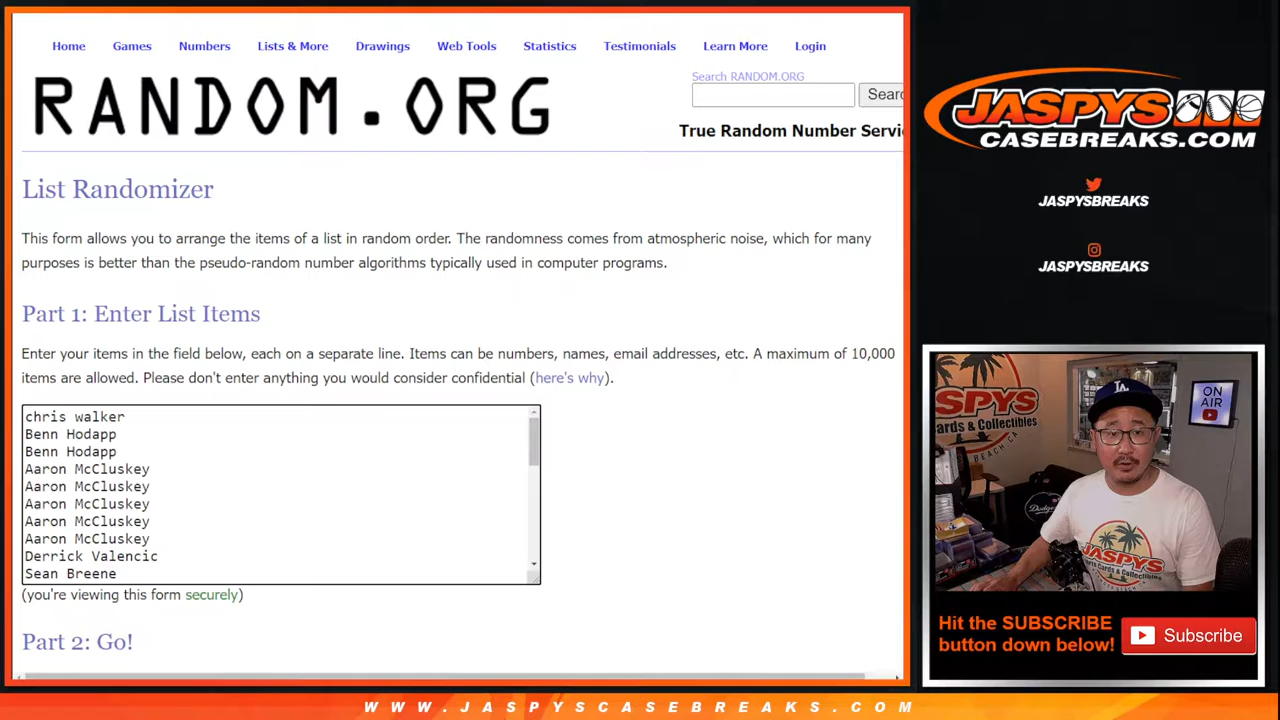 Home Games Numbers Lists & More Drawings Web Tools Statistics Testimonials Learn More Login
RANDOM.ORG
Search RANDOM.ORG
Searc
True Random Number Servi
List Randomizer
This form allows you to arrange the items of a list in random order. The randomness comes from atmospheric noise, which for many
purposes is better than the pseudo-random number algorithms typically used in computer programs.
Part 1: Enter List Items
Enter your items in the field below, each on a separate line. Items can be numbers, names, email addresses, etc. A maximum of 10,000
items are allowed. Please don't enter anything you would consider confidential (here's why).
chris walker
Benn Hodapp
Benn Hodapp
Aaron McCluskey
Aaron McCluskey
Aaron McCluskey
Aaron McCluskey
Aaron McCluskey
Derrick Valencic
Sean Breene
(you're viewing this form securely)
Part 2: Go!
JASPYS
CASEBREAKS.COM
JASPYSBREAKS
JASPYSBREAKS
ON
AIR
LA
Dodge
JASPYS
Hit the SUBSCRIBE
button down below!
Subscribe
WWW.JASPYSCASEBREAKS.COM